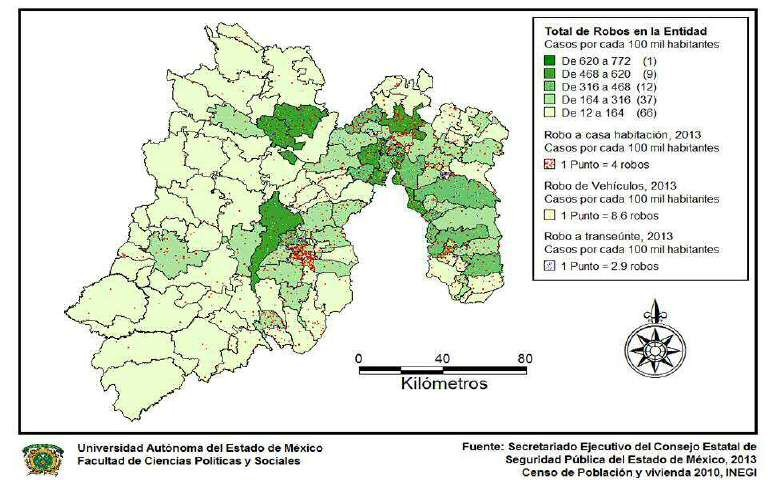 Total de Robos en la Entidad
Casos por cada 100 mil habitantes
De 620 a 772 (1)
De 468 a 620 (9)
De 316 a 468 (12)
De 164 a 316 (37)
De 12 a 164 (66)
Robo a casa habitación, 2013
Casos por cada 100 mil habitantes
1 Punto = 4 robos
Robo de Vehículos, 2013
Casos por cada 100 mil habitantes
1 Punto = 8.6 robos
Robo a transeúnte, 2013
Casos por cada 100 mil habitantes
1 Punto = 2.9 robos
0 40 80
Kilómetros
Universidad Autónoma del Estado de México
Facultad de Ciencias Políticas y Sociales
Fuente: Secretariado Ejecutivo del Consejo Estatal de
Seguridad Pública del Estado de México, 2013
Censo de Población y vivienda 2010, INEGI